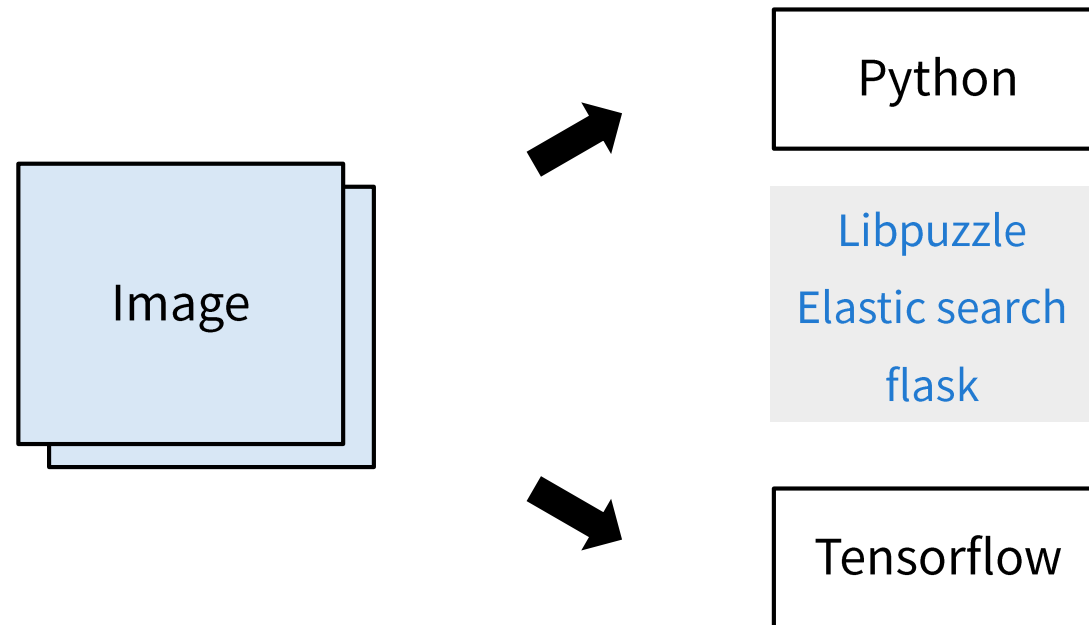 Image
Python
Libpuzzle
Elastic search
flask
Tensorflow